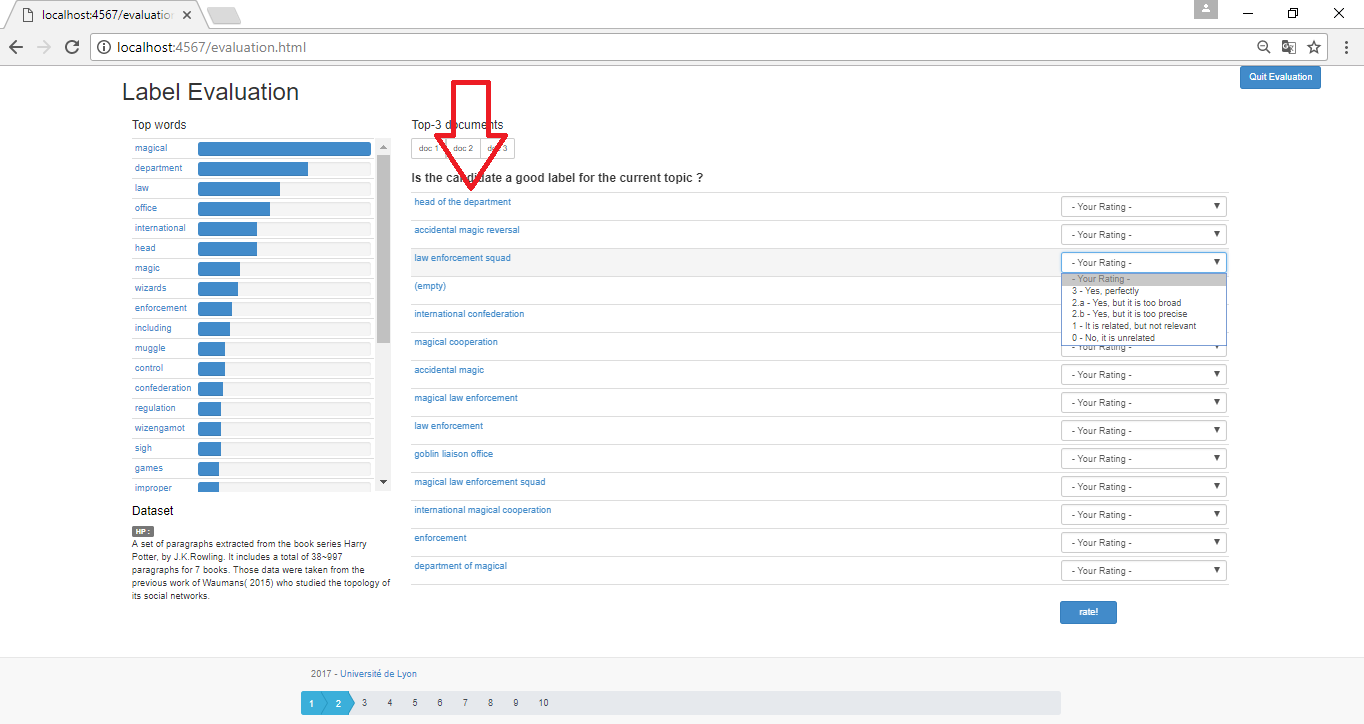 localhost:4567/evaluation
localhost:4567/evaluation.html
Quit Evaluation
Label Evaluation
Top words
magical
department
law
office
international
head
magic
wizards
enforcement
including
muggle
control
confederation
regulation
wizengamot
sigh
games
improper
Dataset
HP :
A set of paragraphs extracted from the book series Harry
Potter, by J.K.Rowling. It includes a total of 38~997
paragraphs for 7 books. Those data were taken from the
previous work of Waumans( 2015) who studied the topology of
its social networks.
Top-3 documents
doc 1 doc 2 doc 3
Is the candidate a good label for the current topic ?
head of the department - Your Rating -
accidental magic reversal - Your Rating -
law enforcement squad - Your Rating -
- Your Rating -
3 - Yes, perfectly
2.a - Yes, but it is too broad
2.b - Yes, but it is too precise
1 - It is related, but not relevant
0 - No, it is unrelated
(empty)
international confederation
magical cooperation - Your Rating -
accidental magic - Your Rating -
magical law enforcement - Your Rating -
law enforcement - Your Rating -
goblin liaison office - Your Rating -
magical law enforcement squad - Your Rating -
international magical cooperation - Your Rating -
enforcement - Your Rating -
department of magical - Your Rating -
rate!
2017 - Université de Lyon
1 2 3 4 5 6 7 8 9 10